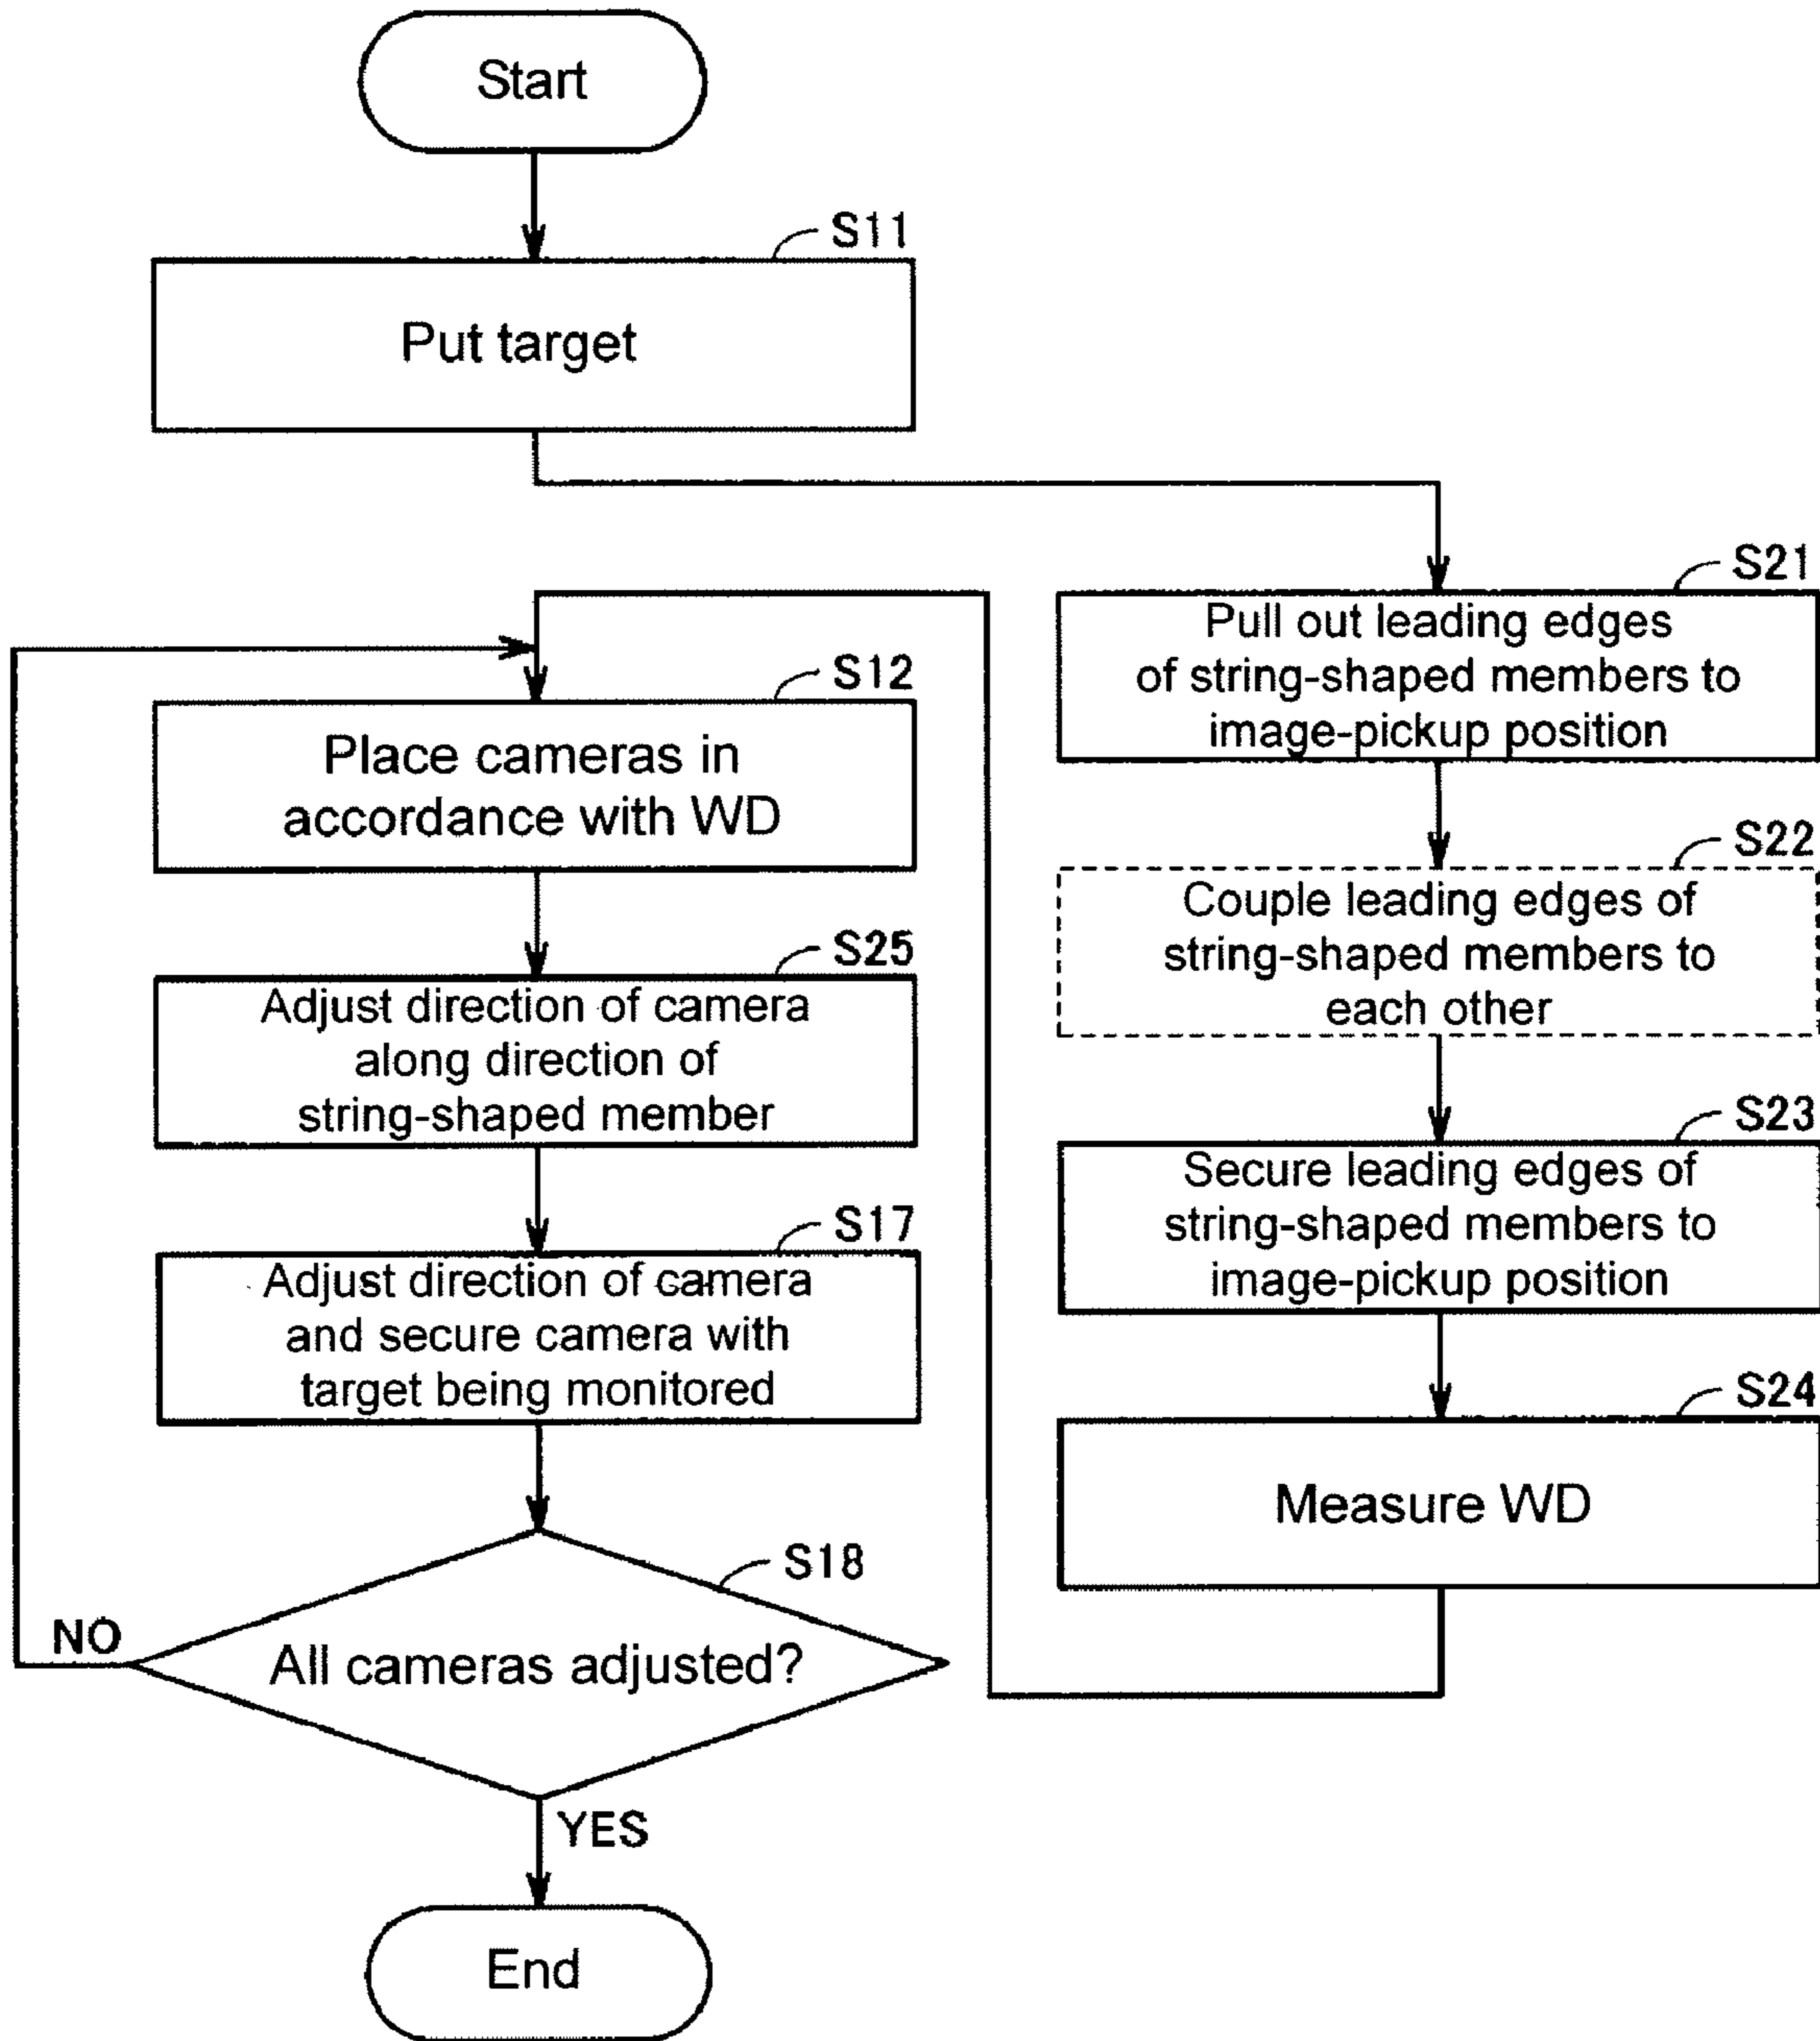 Start
S11
Put target
S21
Pull out leading edges
of string-shaped members to
image-pickup position
S22
Couple leading edges of
string-shaped members to
each other
S23
Secure leading edges of
string-shaped members to
image-pickup position
S24
Measure WD
S12
Place cameras in
accordance with WD
S25
Adjust direction of camera
along direction of
string-shaped member
S17
Adjust direction of camera
and secure camera with
target being monitored
S18
All cameras adjusted?
NO
YES
End